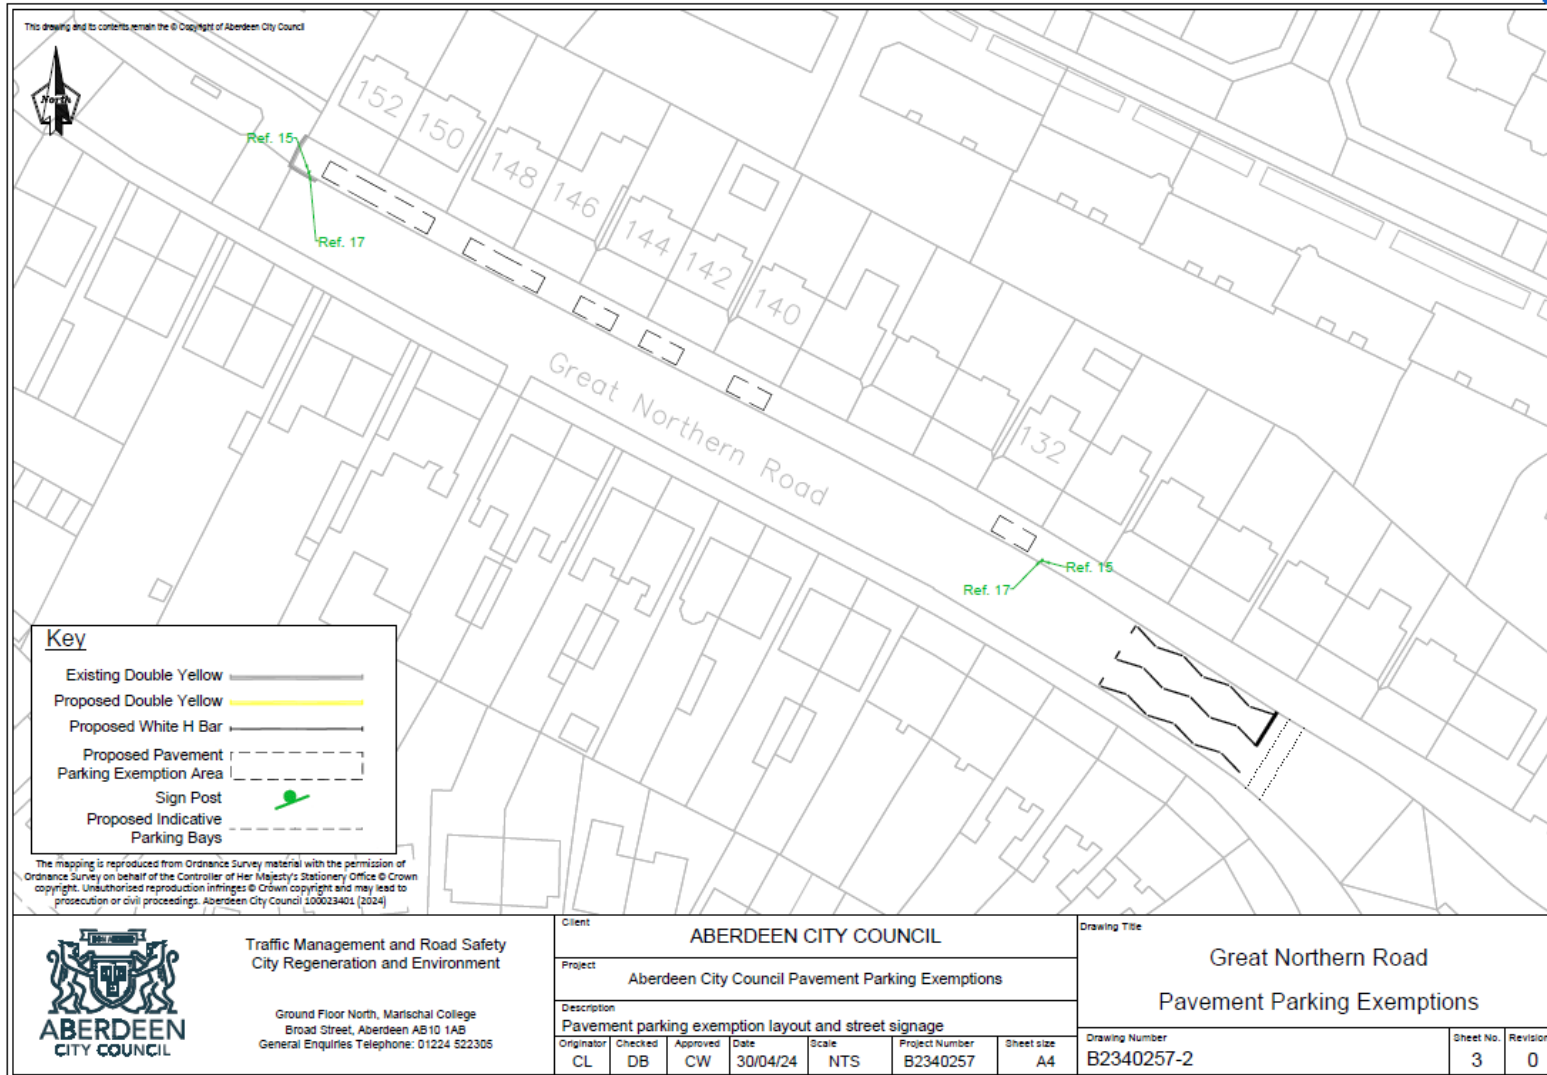 This drawing and its contents remain the © Copyright of Aberdeen City Council
North
152
150
148
146
144
142
140
132
Ref. 15
Ref. 17
Great Northern Road
Ref. 15
Ref. 17
Key
Existing Double Yellow
Proposed Double Yellow
Proposed White H Bar
Proposed Pavement
Parking Exemption Area
Sign Post
Proposed Indicative
Parking Bays
The mapping is reproduced from Ordnance Survey material with the permission of
Ordnance Survey on behalf of the Controller of Her Majesty's Stationery Office © Crown
copyright. Unauthorised reproduction infringes © Crown copyright and may lead to
prosecution or civil proceedings. Aberdeen City Council 100023401 (2024)
ABERDEEN
CITY COUNCIL
Traffic Management and Road Safety
City Regeneration and Environment
Ground Floor North, Marischal College
Broad Street, Aberdeen AB10 1AB
General Enquiries Telephone: 01224 522305
Client
ABERDEEN CITY COUNCIL
Project
Aberdeen City Council Pavement Parking Exemptions
Description
Pavement parking exemption layout and street signage
Originator Checked Approved Date Scale Project Number Sheet size
CL DB CW 30/04/24 NTS B2340257 A4
Drawing Title
Great Northern Road
Pavement Parking Exemptions
Drawing Number Sheet No. Revision
B2340257-2 3 0